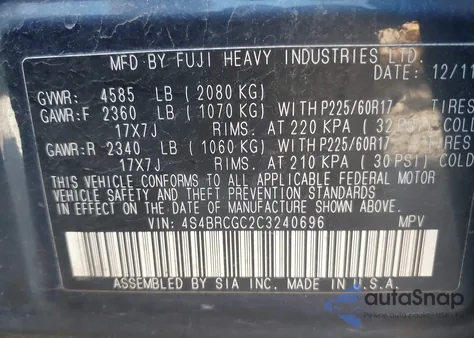 MFD BY FUJI HEAVY INDUSTRIES LTD.
DATE: 12/11
GVWR: 4585 LB (2080 KG)
GAWR:F 2360 LB (1070 KG) WITH P225/60R17 TIRES
17X7J RIMS. AT 220 KPA (32 PSI) COLD
GAWR:R 2340 LB (1060 KG) WITH P225/60R17 TIRES
17X7J RIMS. AT 210 KPA (30 PSI) COLD
THIS VEHICLE CONFORMS TO ALL APPLICABLE FEDERAL MOTOR
VEHICLE SAFETY AND THEFT PREVENTION STANDARDS
IN EFFECT ON THE DATE OF MANUFACTURE SHOWN ABOVE.
VIN: 4S4BRCGC2C3240696 MPV
ASSEMBLED BY SIA INC. IN U.S.A.
autoSnap